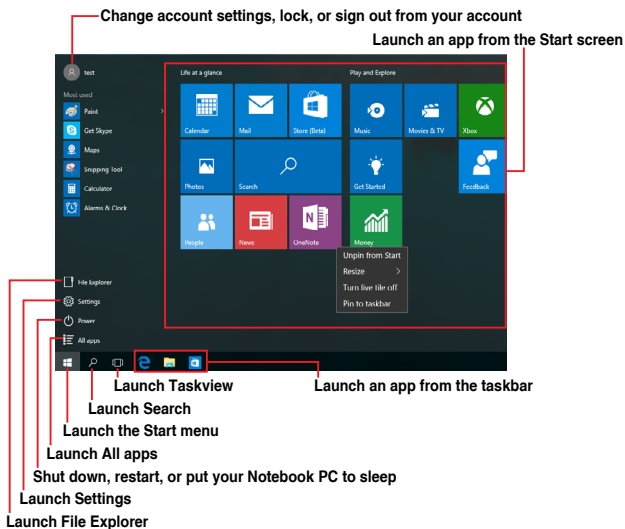 Change account settings, lock, or sign out from your account
Launch an app from the Start screen
test
Life at a glance
Play and Explore
Most used
Paint
Get Skype
Maps
Snipping Tool
Calculator
Alarms & Clock
Calendar
Mail
Store (Beta)
Music
Movies & TV
Xbox
Photos
Search
Get Started
Feedback
People
News
OneNote
Money
Unpin from Start
Resize
Turn live tile off
Pin to taskbar
File Explorer
Settings
Power
All apps
Launch Taskview
Launch an app from the taskbar
Launch Search
Launch the Start menu
Launch All apps
Shut down, restart, or put your Notebook PC to sleep
Launch Settings
Launch File Explorer